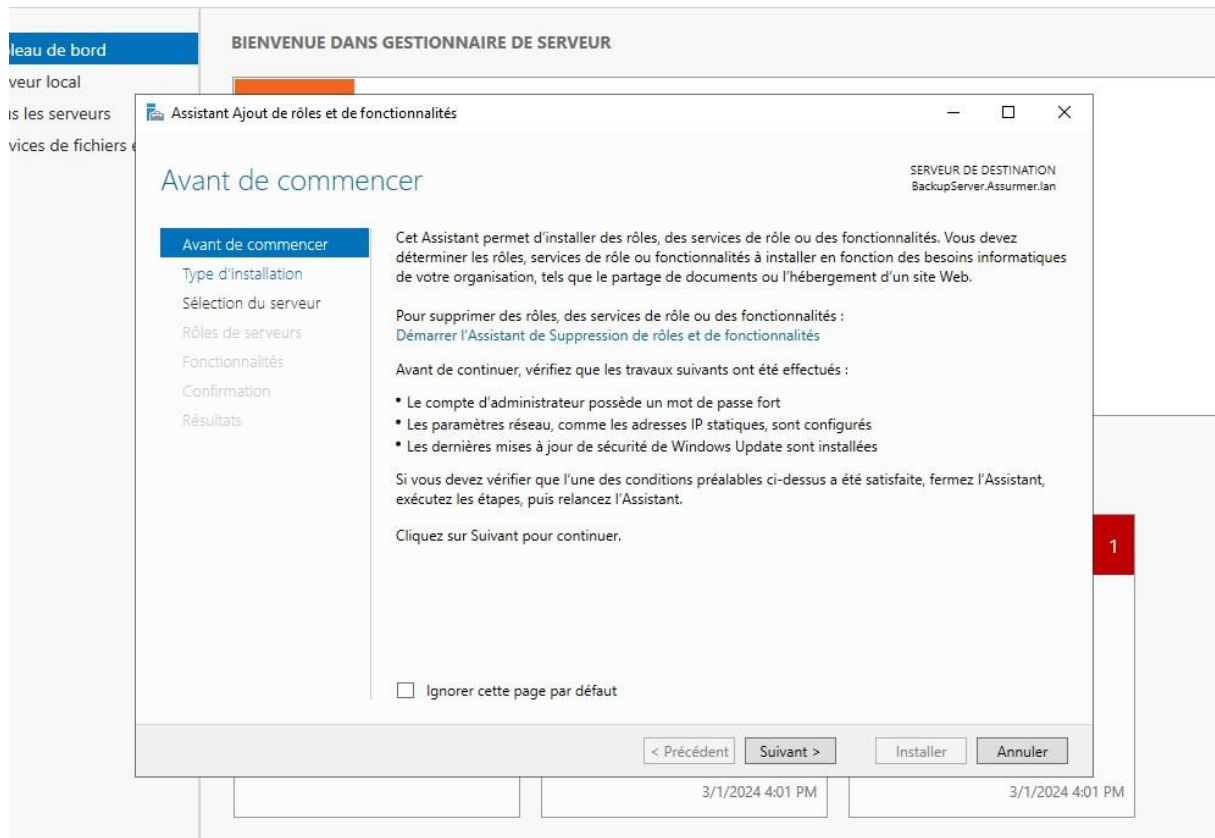 BIENVENUE DANS GESTIONNAIRE DE SERVEUR
leau de bord
veur local
s les serveurs
vices de fichiers e
Assistant Ajout de rôles et de fonctionnalités
Avant de commencer
SERVEUR DE DESTINATION
BackupServer.Assurmer.lan
Avant de commencer
Type d'installation
Sélection du serveur
Rôles de serveurs
Fonctionnalités
Confirmation
Résultats
Cet Assistant permet d'installer des rôles, des services de rôle ou des fonctionnalités. Vous devez
déterminer les rôles, services de rôle ou fonctionnalités à installer en fonction des besoins informatiques
de votre organisation, tels que le partage de documents ou l'hébergement d'un site Web.
Pour supprimer des rôles, des services de rôle ou des fonctionnalités :
Démarrer l'Assistant de Suppression de rôles et de fonctionnalités
Avant de continuer, vérifiez que les travaux suivants ont été effectués :
• Le compte d'administrateur possède un mot de passe fort
• Les paramètres réseau, comme les adresses IP statiques, sont configurés
• Les dernières mises à jour de sécurité de Windows Update sont installées
Si vous devez vérifier que l'une des conditions préalables ci-dessus a été satisfaite, fermez l'Assistant,
exécutez les étapes, puis relancez l'Assistant.
Cliquez sur Suivant pour continuer.
1
Ignorer cette page par défaut
< Précédent
Suivant >
Installer
Annuler
3/1/2024 4:01 PM
3/1/2024 4:01 PM